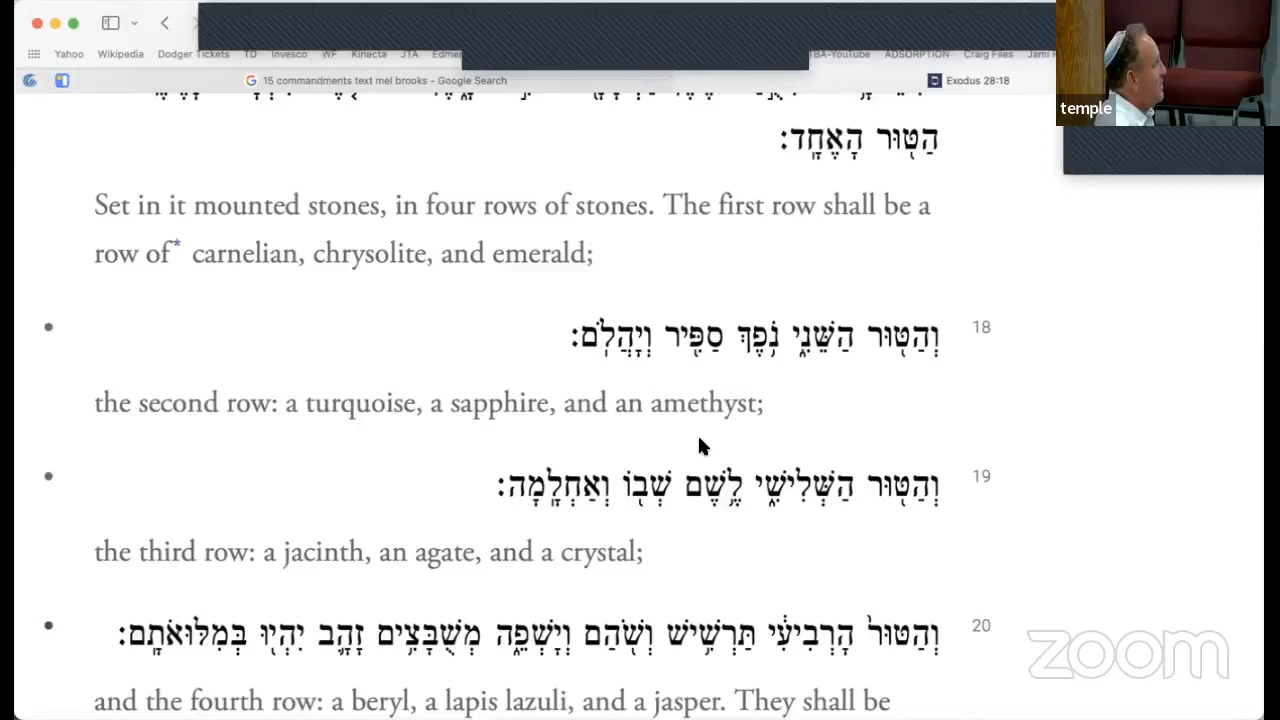 Yahoo Wikipedia Dodger Tickets TD Invesco WF Kinecta JTA TBA-YouTube ADSORPTION Craig Files
15 commandments text mel brooks - Google Search Exodus 28:18
temple
הַטּ֖וּר הָאֶחָֽד׃
Set in it mounted stones, in four rows of stones. The first row shall be a
row of* carnelian, chrysolite, and emerald;
18 וְהַטּ֖וּר הַשֵּׁנִ֑י נֹ֥פֶךְ סַפִּ֖יר וְיָהֲלֹֽם׃
the second row: a turquoise, a sapphire, and an amethyst;
19 וְהַטּ֖וּר הַשְּׁלִישִׁ֑י לֶ֥שֶׁם שְׁב֖וֹ וְאַחְלָֽמָה׃
the third row: a jacinth, an agate, and a crystal;
20 וְהַטּוּר֙ הָרְבִיעִ֔י תַּרְשִׁ֥ישׁ וְשֹׁ֖הַם וְיָשְׁפֵ֑ה מְשֻׁבָּצִ֥ים זָהָ֛ב יִהְי֖וּ בְּמִלּוּאֹתָֽם׃
and the fourth row: a beryl, a lapis lazuli, and a jasper. They shall be
zoom